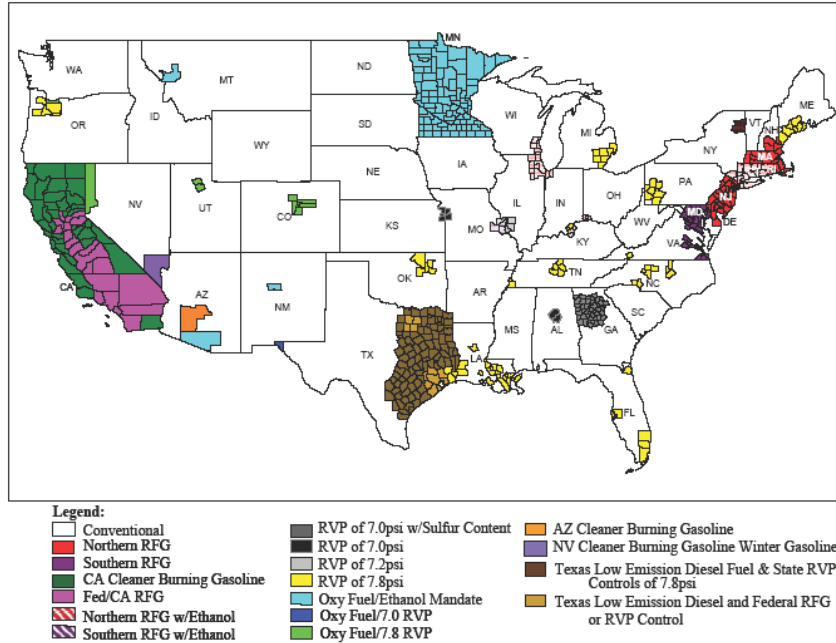 MN
WA
MT
ND
ME
VT
NH
OR
ID
WI
MI
SD
NY
MA
WY
IA
NE
PA
NJ
NV
UT
CO
IL
IN
OH
MD
DE
KS
MO
WV
VA
KY
CA
OK
TN
NC
AZ
NM
AR
SC
MS
AL
GA
TX
LA
FL
Legend:
Conventional
Northern RFG
Southern RFG
CA Cleaner Burning Gasoline
Fed/CA RFG
Northern RFG w/Ethanol
Southern RFG w/Ethanol
RVP of 7.0psi w/Sulfur Content
RVP of 7.0psi
RVP of 7.2psi
RVP of 7.8psi
Oxy Fuel/Ethanol Mandate
Oxy Fuel/7.0 RVP
Oxy Fuel/7.8 RVP
AZ Cleaner Burning Gasoline
NV Cleaner Burning Gasoline Winter Gasoline
Texas Low Emission Diesel Fuel & State RVP
Controls of 7.8psi
Texas Low Emission Diesel and Federal RFG
or RVP Control